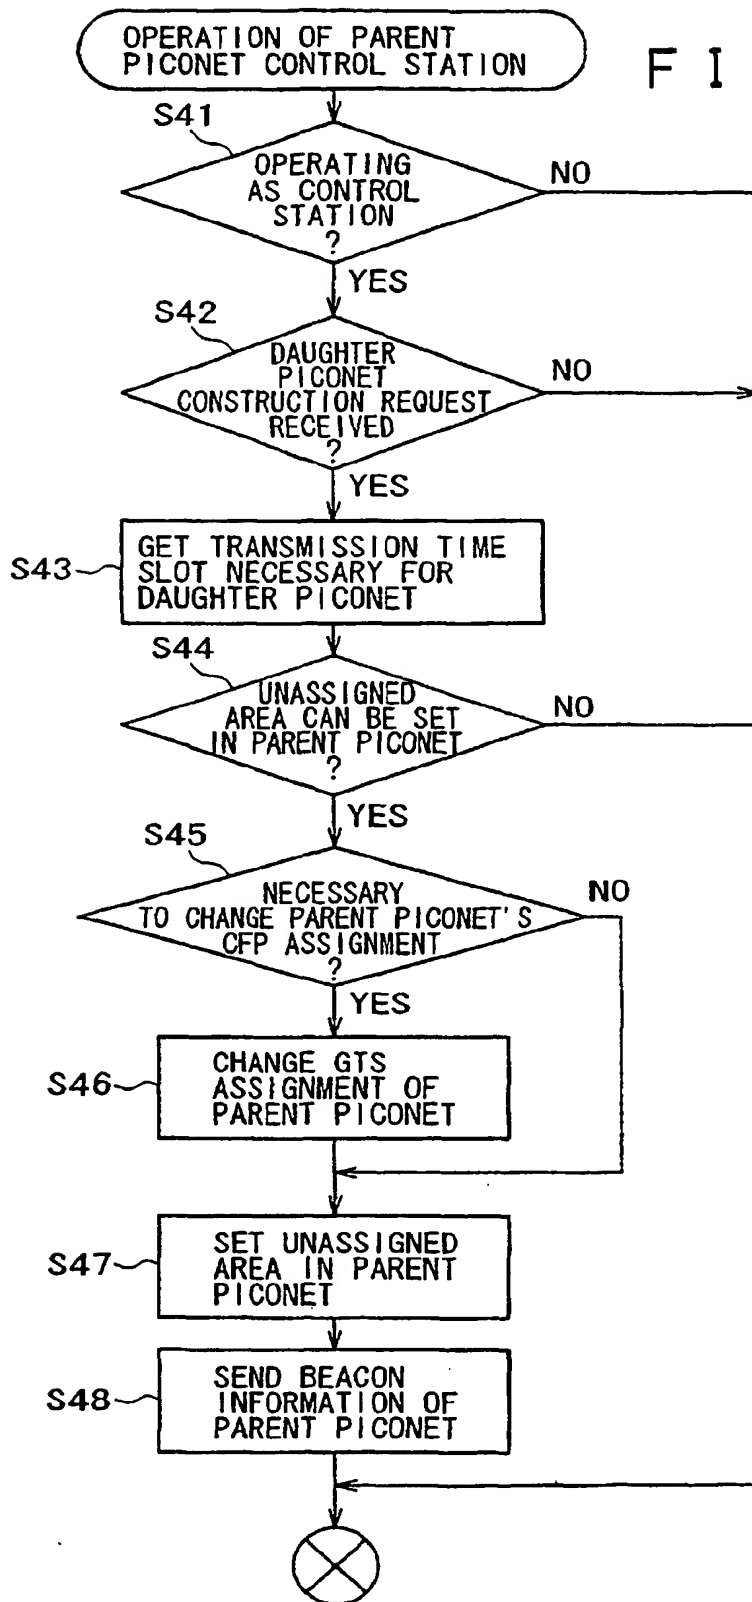 OPERATION OF PARENT
PICONET CONTROL STATION
F I
S41
OPERATING
AS CONTROL
STATION
?
NO
YES
S42
DAUGHTER
PICONET
CONSTRUCTION REQUEST
RECEIVED
?
NO
YES
S43
GET TRANSMISSION TIME
SLOT NECESSARY FOR
DAUGHTER PICONET
S44
UNASSIGNED
AREA CAN BE SET
IN PARENT PICONET
?
NO
YES
S45
NECESSARY
TO CHANGE PARENT PICONET'S
CFP ASSIGNMENT
?
NO
YES
S46
CHANGE GTS
ASSIGNMENT OF
PARENT PICONET
S47
SET UNASSIGNED
AREA IN PARENT
PICONET
S48
SEND BEACON
INFORMATION OF
PARENT PICONET